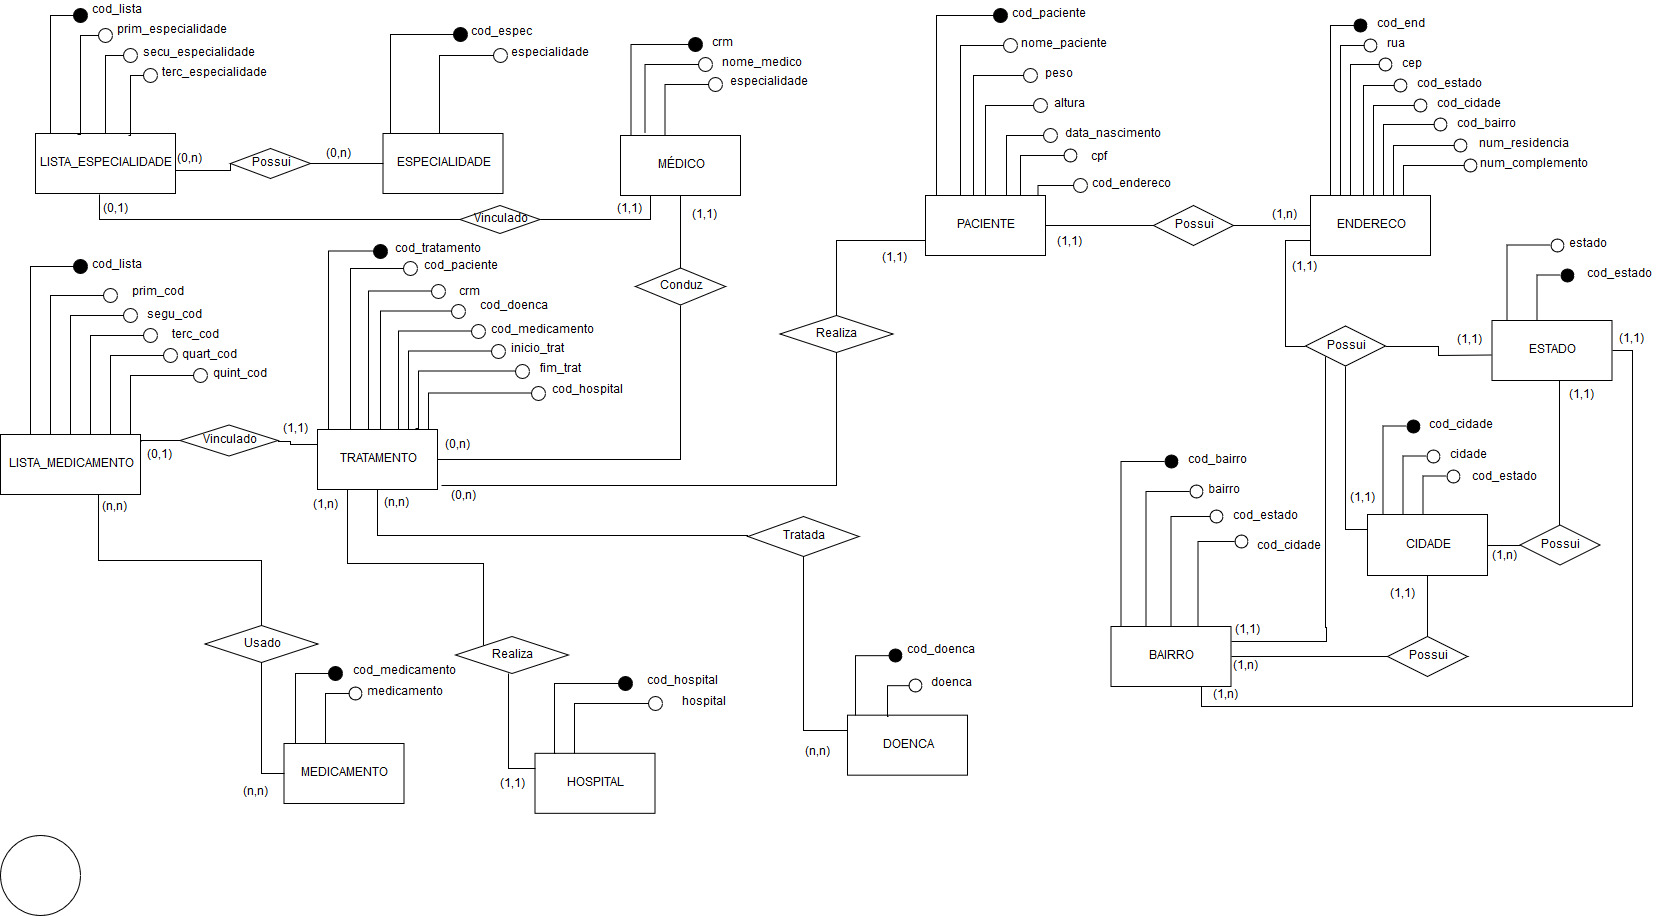 cod_lista
prim_especialidade
secu_especialidade
terc_especialidade
LISTA_ESPECIALIDADE
(0,n)
Possui
(0,n)
cod_espec
especialidade
ESPECIALIDADE
(0,1)
Vinculado
(1,1)
crm
nome_medico
especialidade
MÉDICO
(1,1)
Conduz
cod_paciente
nome_paciente
peso
altura
data_nascimento
cpf
cod_endereco
PACIENTE
(1,1)
(1,1)
Possui
(1,n)
cod_end
rua
cep
cod_estado
cod_cidade
cod_bairro
num_residencia
num_complemento
ENDERECO
(1,1)
Possui
(1,1)
estado
cod_estado
ESTADO
(1,1)
(1,1)
cod_lista
prim_cod
segu_cod
terc_cod
quart_cod
quint_cod
LISTA_MEDICAMENTO
(0,1)
Vinculado
(1,1)
(n,n)
cod_tratamento
cod_paciente
crm
cod_doenca
cod_medicamento
inicio_trat
fim_trat
cod_hospital
TRATAMENTO
(0,n)
(0,n)
(1,n)
(n,n)
Realiza
Tratada
cod_cidade
cidade
cod_estado
(1,1)
CIDADE
(1,n)
Possui
(1,1)
cod_bairro
bairro
cod_estado
cod_cidade
BAIRRO
(1,1)
(1,n)
(1,n)
Possui
Usado
cod_medicamento
medicamento
MEDICAMENTO
(n,n)
Realiza
cod_hospital
hospital
HOSPITAL
(1,1)
cod_doenca
doenca
DOENCA
(n,n)